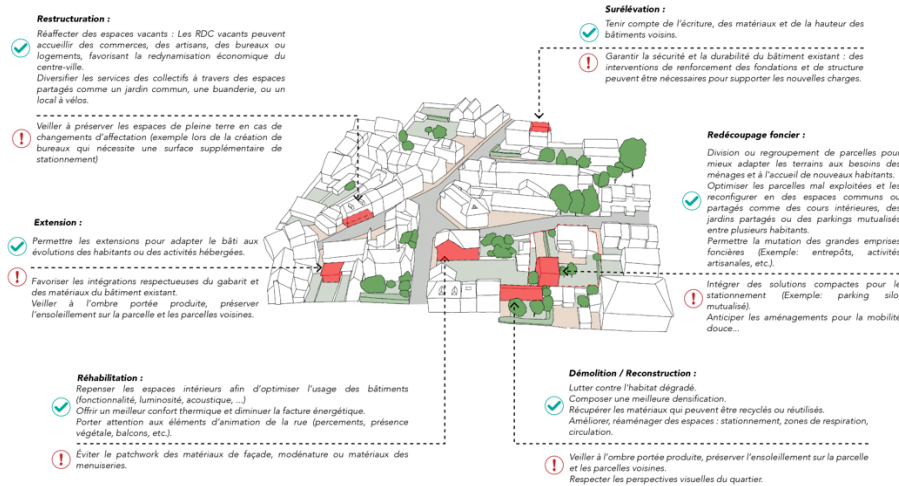 Restructuration :
Réaffecter des espaces vacants : Les RDC vacants peuvent
accueillir des commerces, des artisans, des bureaux ou
logements, favorisant la redynamisation économique du
centre-ville.
Diversifier les services des collectifs à travers des espaces
partagés comme un jardin commun, une buanderie, ou un
local à vélos.
Veiller à préserver les espaces de pleine terre en cas de
changements d'affectation (exemple lors de la création de
bureaux qui nécessite une surface supplémentaire de
stationnement)
Surélévation :
Tenir compte de l'écriture, des matériaux et de la hauteur des
bâtiments voisins.
Garantir la sécurité et la durabilité du bâtiment existant : des
interventions de renforcement des fondations et de structure
peuvent être nécessaires pour supporter les nouvelles charges.
Redécoupage foncier :
Division ou regroupement de parcelles pour
mieux adapter les terrains aux besoins des
ménages et à l'accueil de nouveaux habitants.
Optimiser les parcelles mal exploitées et les
reconfigurer en des espaces communs ou
partagés comme des cours intérieures, des
jardins partagés ou des parkings mutualisés
entre plusieurs habitants.
Permettre la mutation des grandes emprises
foncières (Exemple: entrepôts, activités
artisanales, etc.).
Intégrer des solutions compactes pour le
stationnement (Exemple: parking silo,
mutualisé).
Anticiper les aménagements pour la mobilité
douce...
Extension :
Permettre les extensions pour adapter le bâti aux
évolutions des habitants ou des activités hébergées.
Favoriser les intégrations respectueuses du gabarit et
des matériaux du bâtiment existant.
Veiller à l'ombre portée produite, préserver
l'ensoleillement sur la parcelle et les parcelles voisines.
Réhabilitation :
Repenser les espaces intérieurs afin d'optimiser l'usage des bâtiments
(fonctionnalité, luminosité, acoustique, ...)
Offrir un meilleur confort thermique et diminuer la facture énergétique.
Porter attention aux éléments d'animation de la rue (percements, présence
végétale, balcons, etc.).
Éviter le patchwork des matériaux de façade, modénature ou matériaux des
menuiseries.
Démolition / Reconstruction :
Lutter contre l'habitat dégradé.
Composer une meilleure densification.
Récupérer les matériaux qui peuvent être recyclés ou réutilisés.
Améliorer, réaménager des espaces : stationnement, zones de respiration,
circulation.
Veiller à l'ombre portée produite, préserver l'ensoleillement sur la parcelle
et les parcelles voisines.
Respecter les perspectives visuelles du quartier.